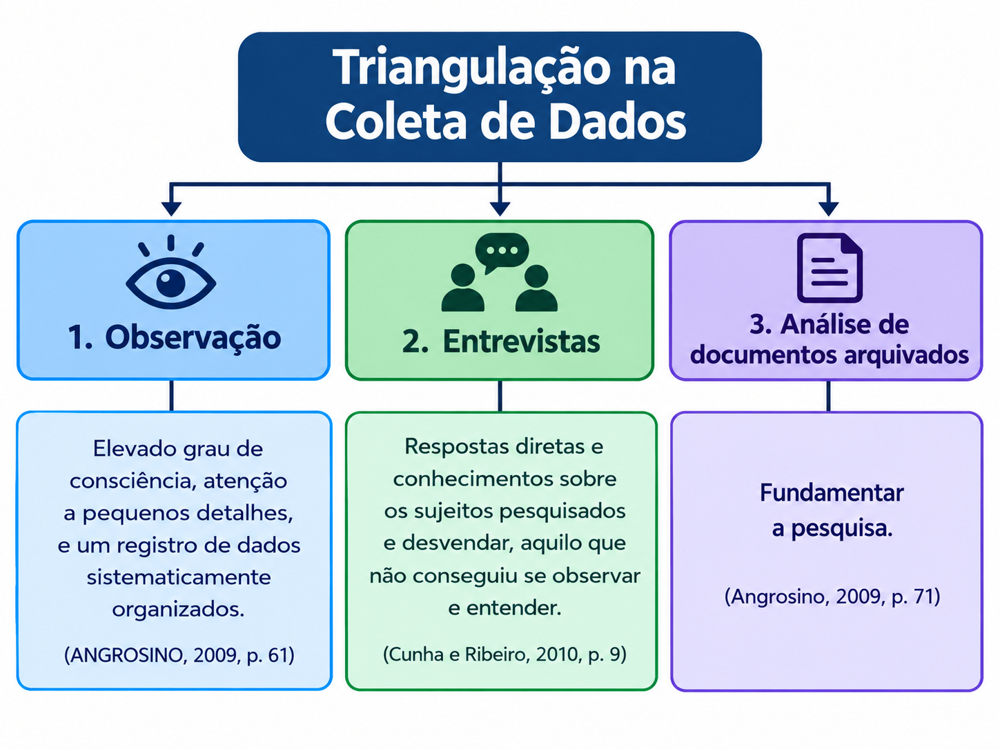 Triangulação na
Coleta de Dados
1. Observação
2. Entrevistas
3. Análise de
documentos arquivados
Elevado grau de
consciência, atenção
a pequenos detalhes,
e um registro de dados
sistematicamente
organizados.
(ANGROSINO, 2009, p. 61)
Respostas diretas e
conhecimentos sobre
os sujeitos pesquisados
e desvendar, aquilo que
não conseguiu se observar
e entender.
(Cunha e Ribeiro, 2010, p. 9)
Fundamentar
a pesquisa.
(Angrosino, 2009, p. 71)